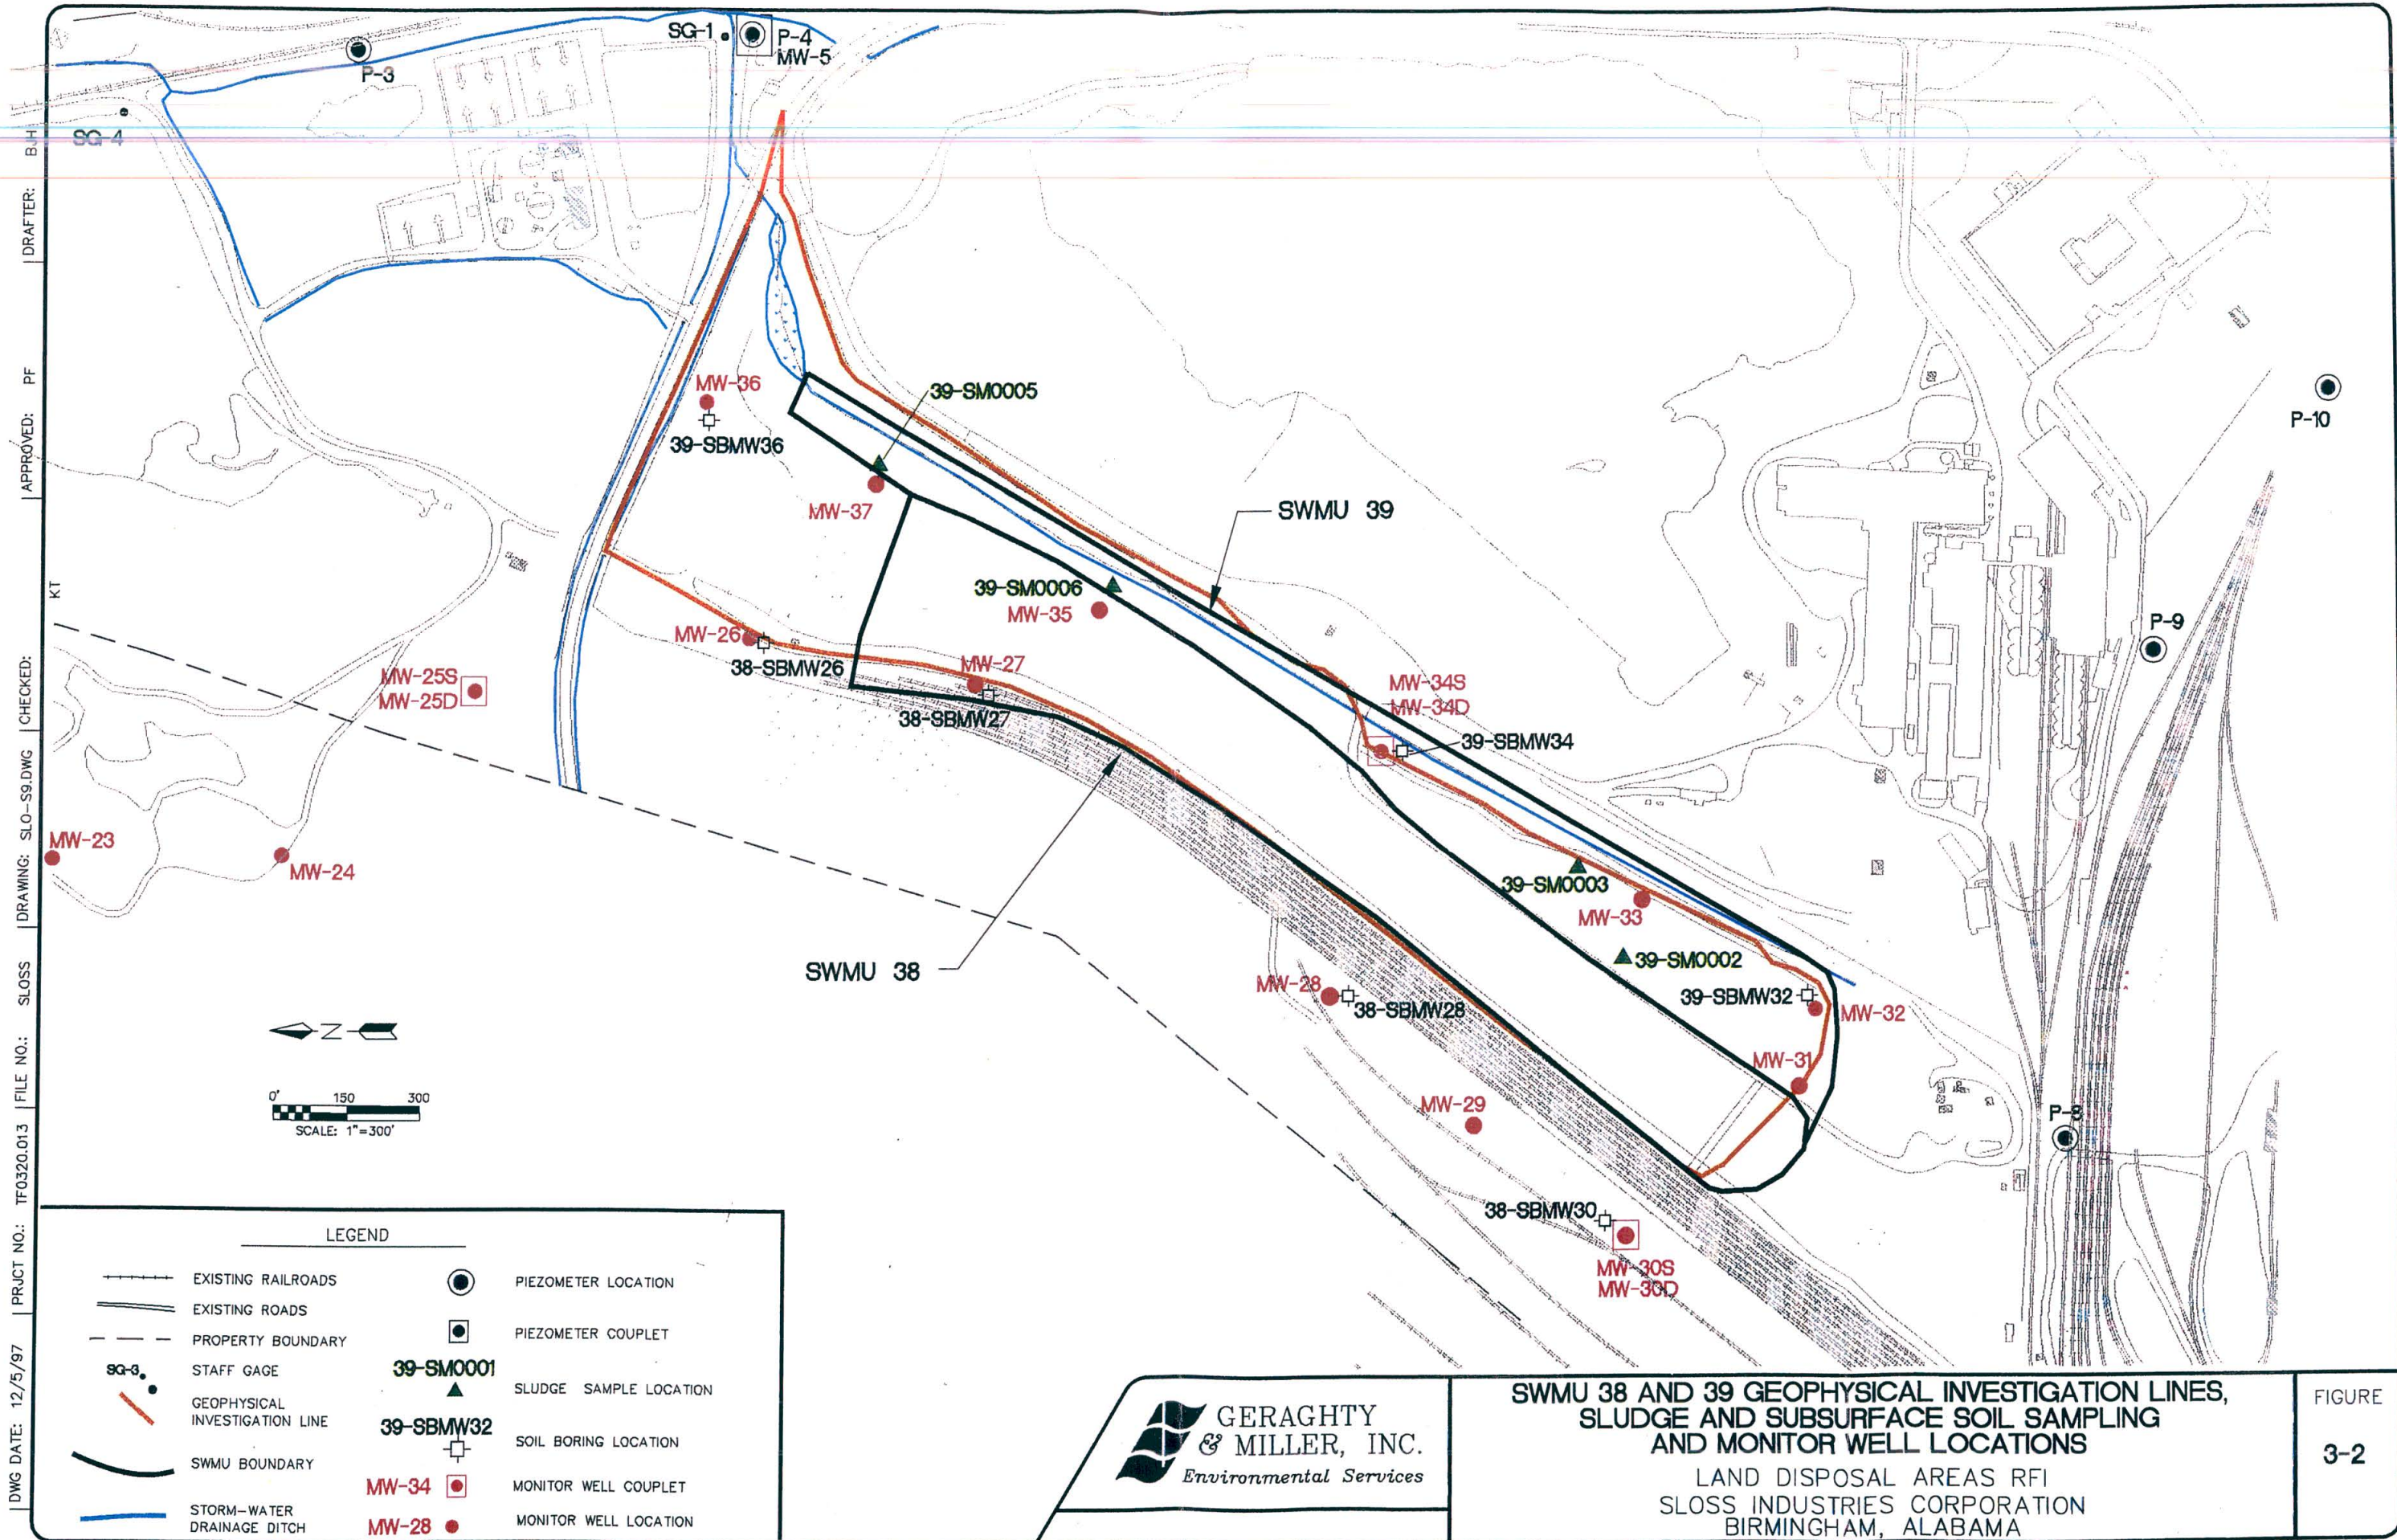 SG-1
P-4
MW-5
P-3
SG-4
MW-36
39-SBMW36
39-SM0005
MW-37
SWMU 39
39-SM0006
MW-35
P-10
P-9
MW-26
38-SBMW26
MW-27
38-SBMW27
MW-25S
MW-25D
MW-34S
MW-34D
39-SBMW34
MW-23
MW-24
39-SM0003
MW-33
39-SM0002
39-SBMW32
MW-32
SWMU 38
MW-28
38-SBMW28
MW-31
MW-29
P-8
38-SBMW30
MW-30S
MW-30D
N
0' 150 300
SCALE: 1"=300'
LEGEND
EXISTING RAILROADS
EXISTING ROADS
PROPERTY BOUNDARY
SG-3
STAFF GAGE
GEOPHYSICAL
INVESTIGATION LINE
SWMU BOUNDARY
STORM-WATER
DRAINAGE DITCH
PIEZOMETER LOCATION
PIEZOMETER COUPLET
39-SM0001
SLUDGE SAMPLE LOCATION
39-SBMW32
SOIL BORING LOCATION
MW-34
MONITOR WELL COUPLET
MW-28
MONITOR WELL LOCATION
GERAGHTY
& MILLER, INC.
Environmental Services
SWMU 38 AND 39 GEOPHYSICAL INVESTIGATION LINES,
SLUDGE AND SUBSURFACE SOIL SAMPLING
AND MONITOR WELL LOCATIONS
LAND DISPOSAL AREAS RFI
SLOSS INDUSTRIES CORPORATION
BIRMINGHAM, ALABAMA
FIGURE
3-2
DWG DATE: 12/5/97 | PRJCT NO.: TF0320.013 | FILE NO.: SLOSS | DRAWING: SLO-S9.DWG | CHECKED: KT | APPROVED: PF | DRAFTER: BJH